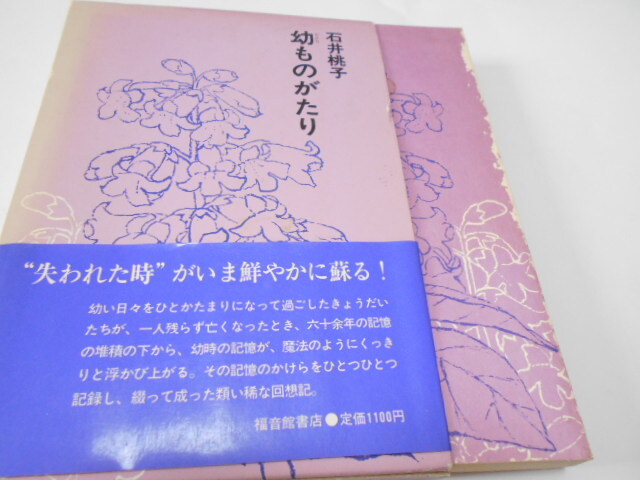 石井桃子
幼ものがたり
“失われた時”がいま鮮やかに蘇る！
幼い日々をひとかたまりになって過ごしたきょうだい
たちが、一人残らず亡くなったとき、六十余年の記憶
の堆積の下から、幼時の記憶が、魔法のようにくっき
りと浮かび上がる。その記憶のかけらをひとつひとつ
記録し、綴って成った類い稀な回想記。
福音館書店●定価1100円